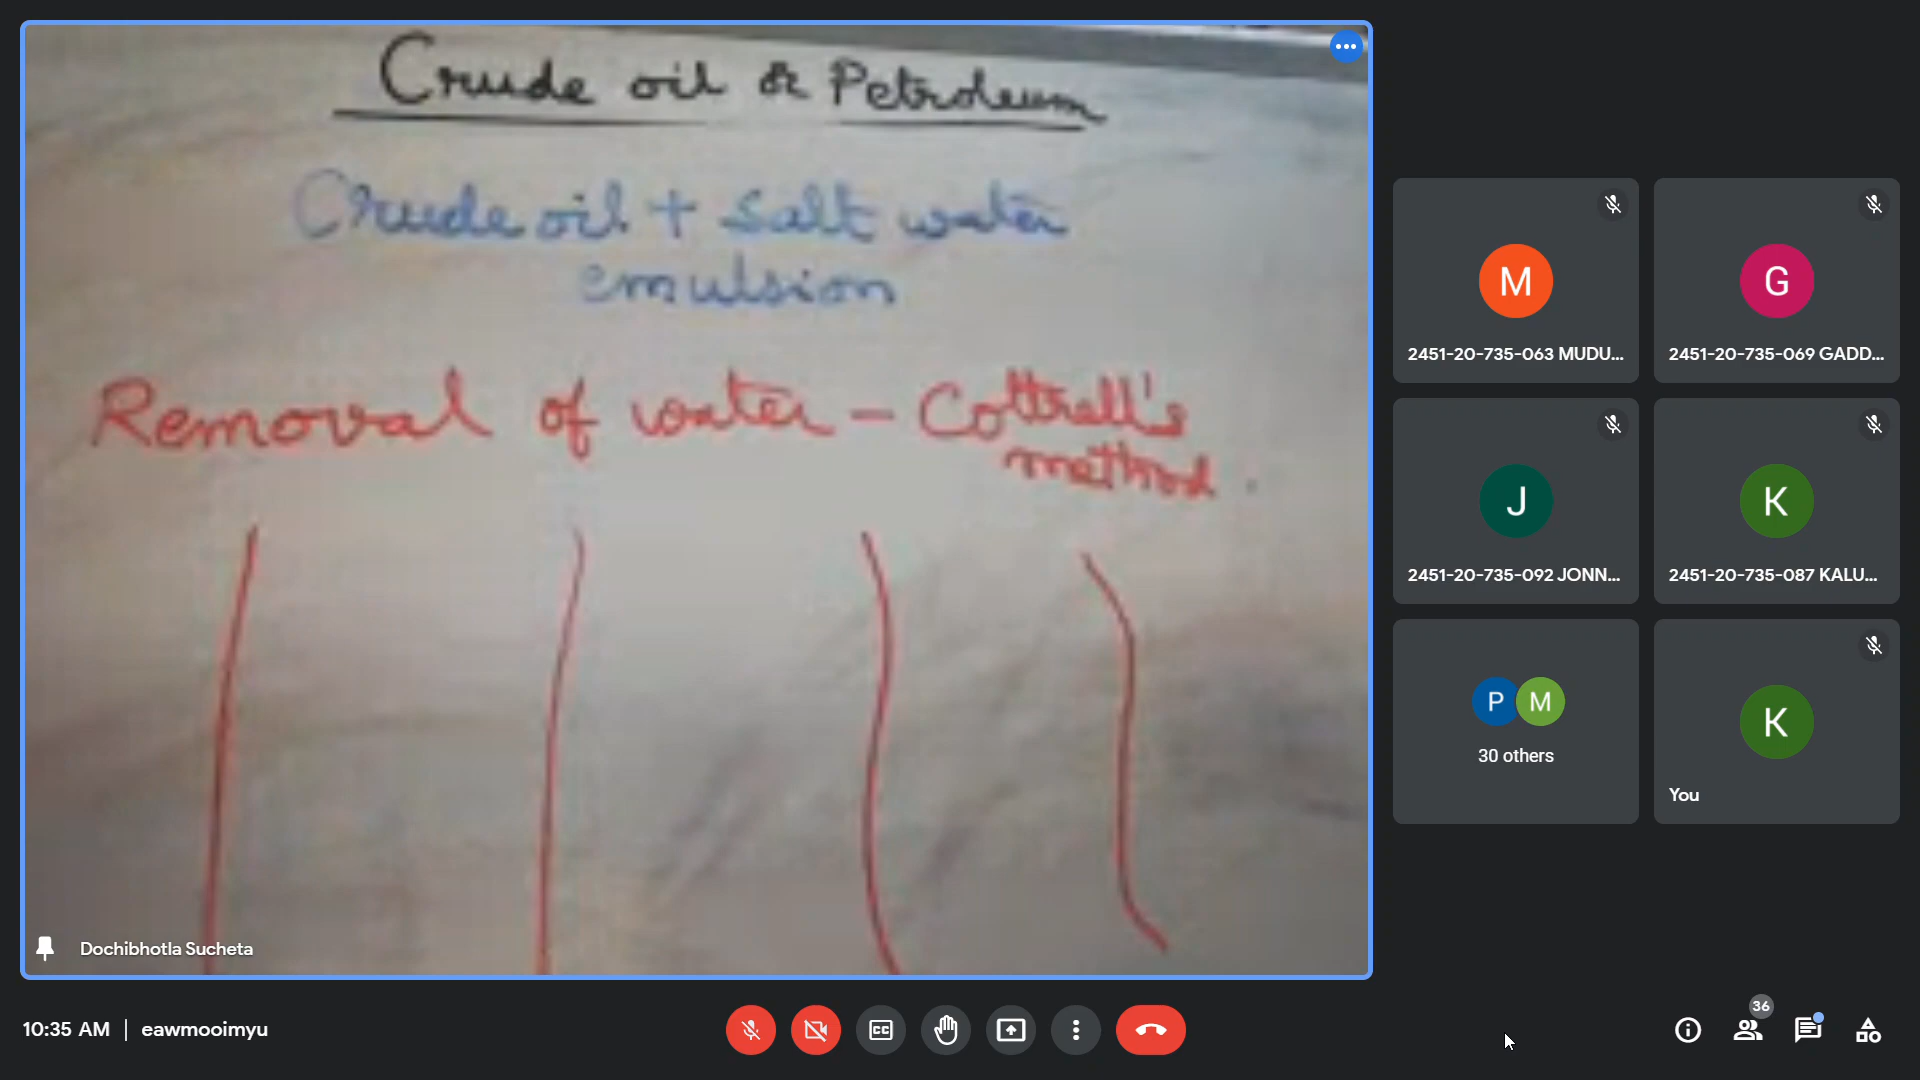 Crude oil & Petroleum
Crude oil + Salt water
emulsion
Removal of water - Cottrell's
method.
Dochibhotla Sucheta
M
2451-20-735-063 MUDU...
G
2451-20-735-069 GADD...
J
2451-20-735-092 JONN...
K
2451-20-735-087 KALU...
P M
30 others
K
You
10:35 AM | eawmooimyu
CC
36